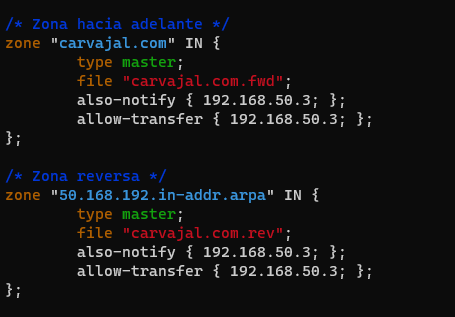 /* Zona hacia adelante */
zone "carvajal.com" IN {
        type master;
        file "carvajal.com.fwd";
        also-notify { 192.168.50.3; };
        allow-transfer { 192.168.50.3; };
};

/* Zona reversa */
zone "50.168.192.in-addr.arpa" IN {
        type master;
        file "carvajal.com.rev";
        also-notify { 192.168.50.3; };
        allow-transfer { 192.168.50.3; };
};